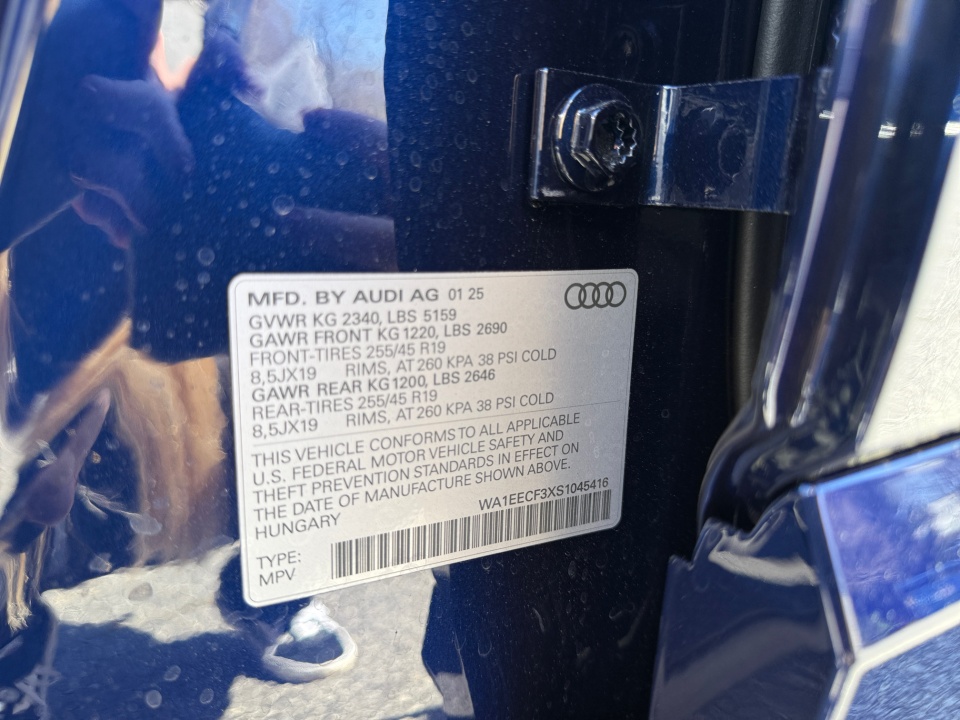 MFD. BY AUDI AG 01 25
GVWR KG 2340, LBS 5159
GAWR FRONT KG 1220, LBS 2690
FRONT-TIRES 255/45 R19
8,5JX19 RIMS, AT 260 KPA 38 PSI COLD
GAWR REAR KG1200, LBS 2646
REAR-TIRES 255/45 R19
8,5JX19 RIMS, AT 260 KPA 38 PSI COLD
THIS VEHICLE CONFORMS TO ALL APPLICABLE
U.S. FEDERAL MOTOR VEHICLE SAFETY AND
THEFT PREVENTION STANDARDS IN EFFECT ON
THE DATE OF MANUFACTURE SHOWN ABOVE.
HUNGARY WA1EECF3XS1045416
TYPE:
MPV